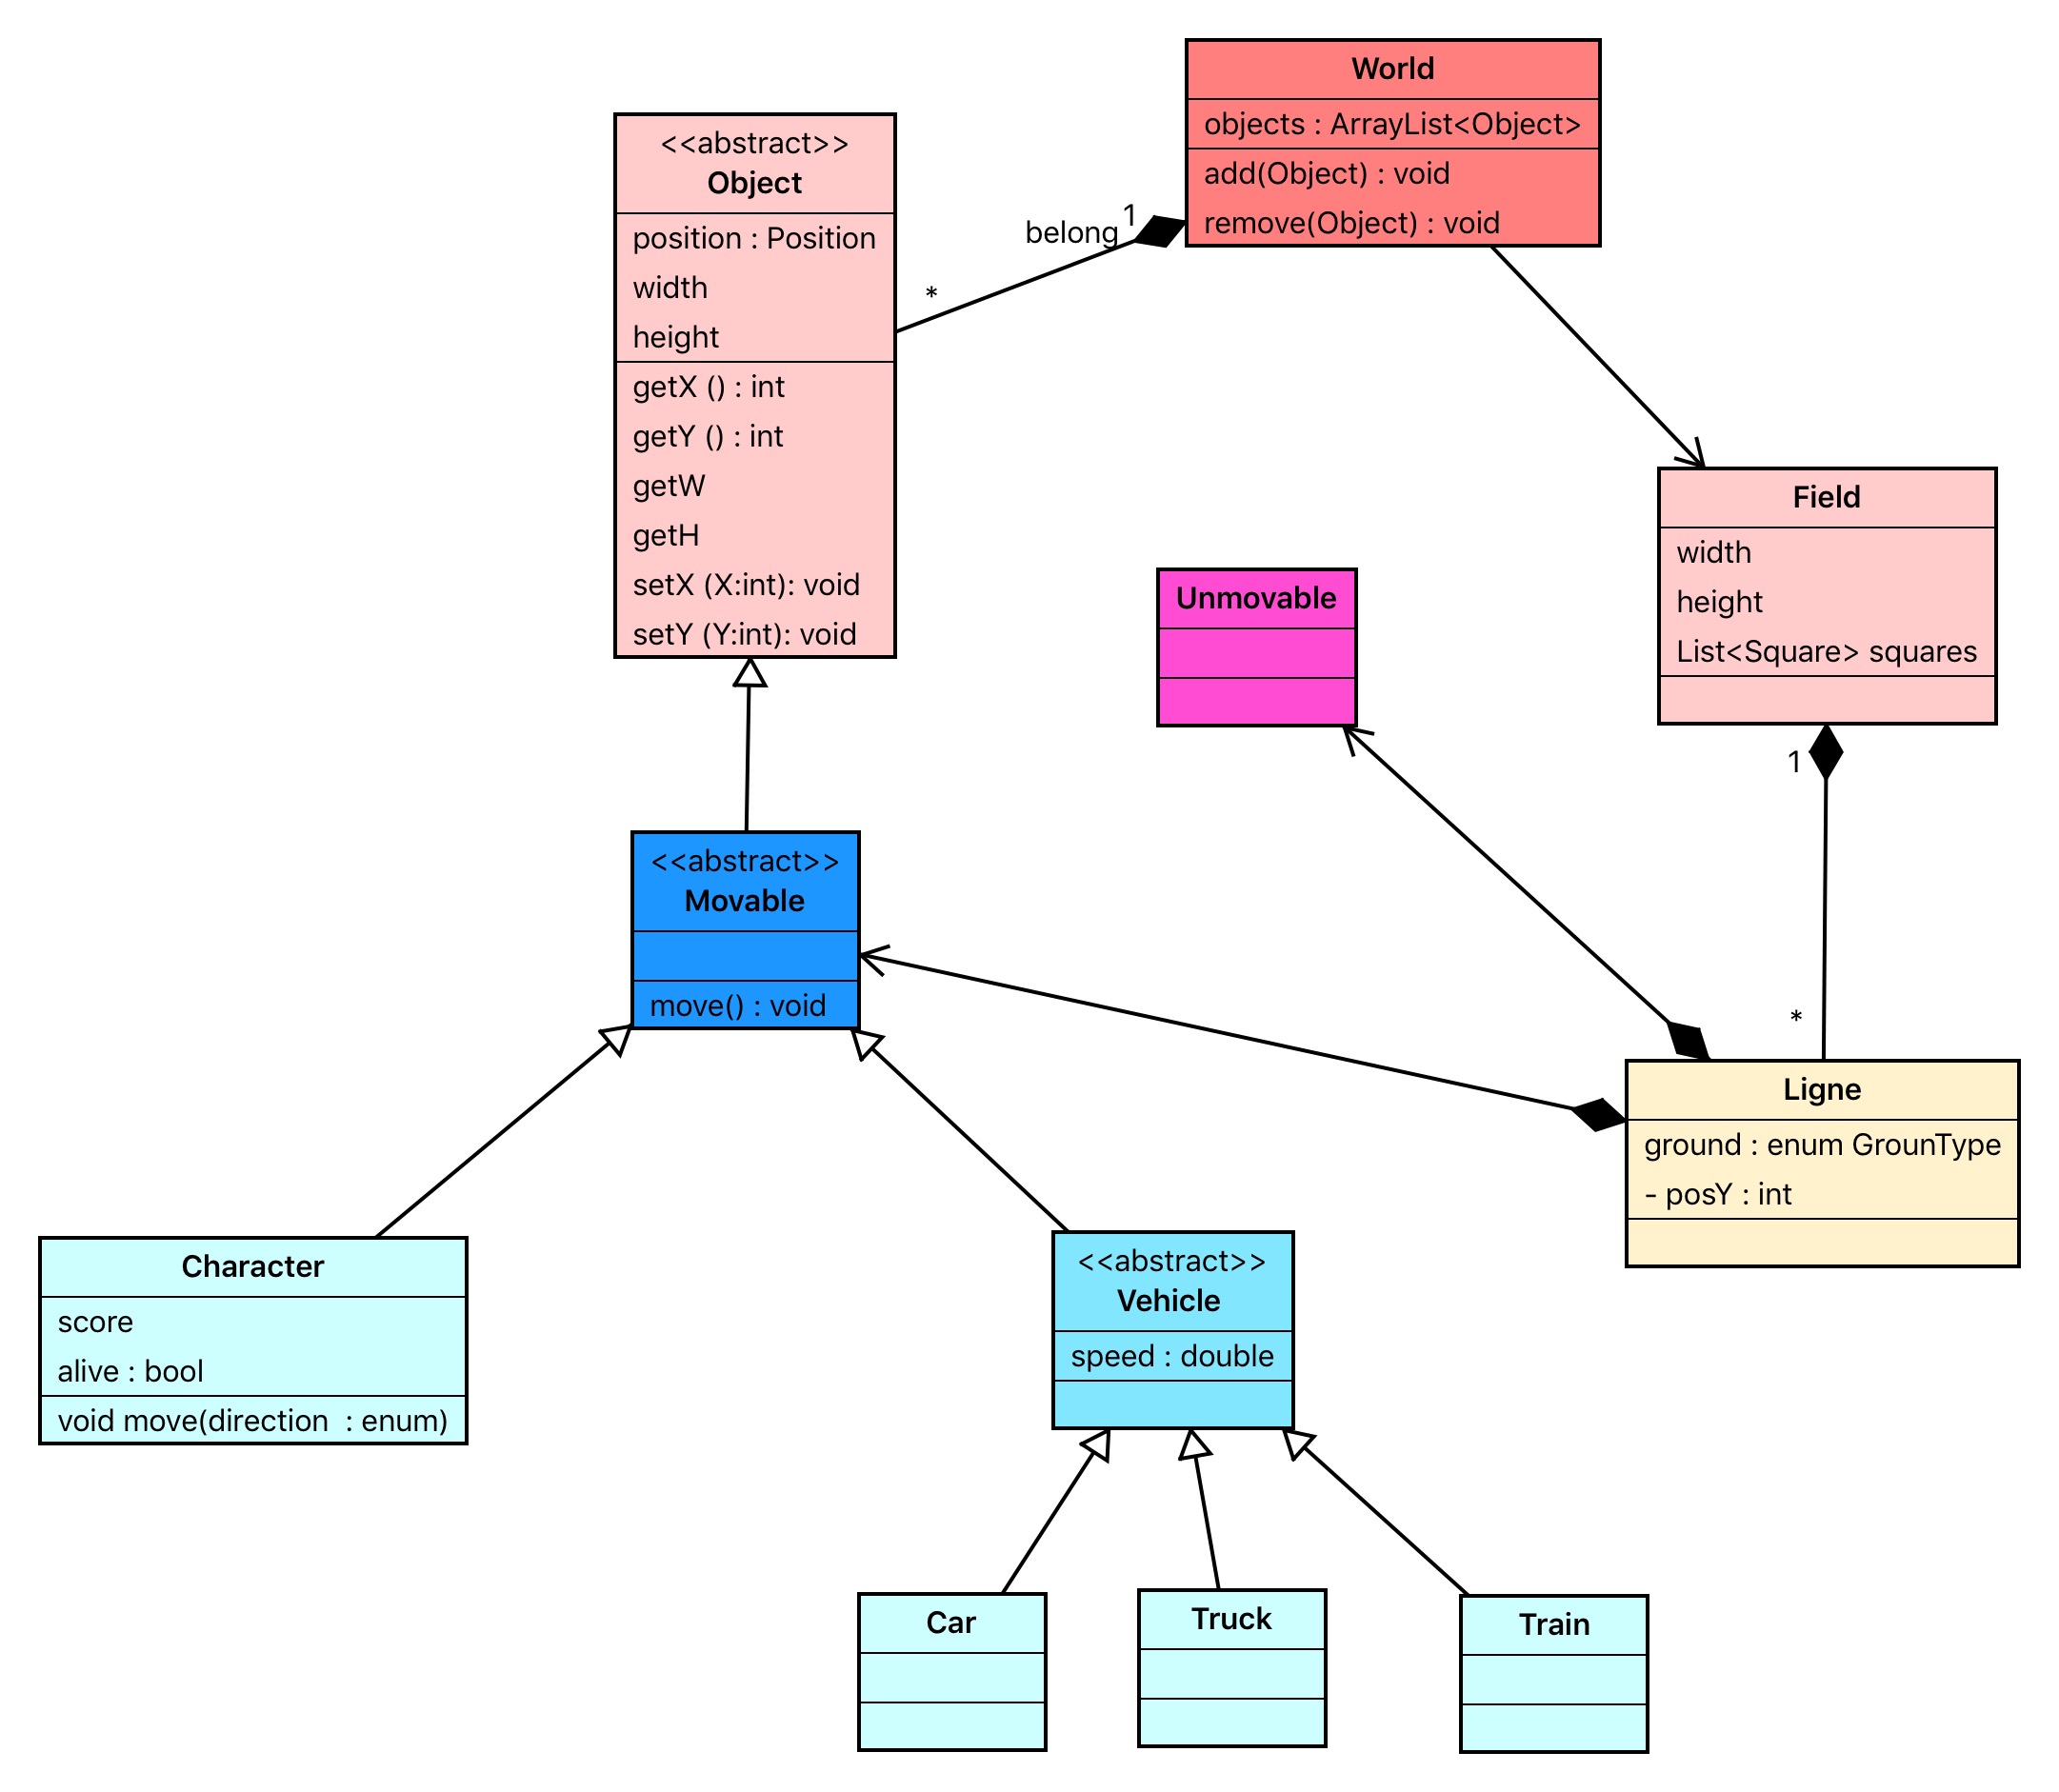 World
objects : ArrayList<Object>
add(Object) : void
remove(Object) : void
<<abstract>>
Object
position : Position
width
height
getX () : int
getY () : int
getW
getH
setX (X:int): void
setY (Y:int): void
belong
1
*
Field
width
height
List<Square> squares
Unmovable
1
*
<<abstract>>
Movable
move() : void
Ligne
ground : enum GrounType
- posY : int
Character
score
alive : bool
void move(direction  : enum)
<<abstract>>
Vehicle
speed : double
Car
Truck
Train